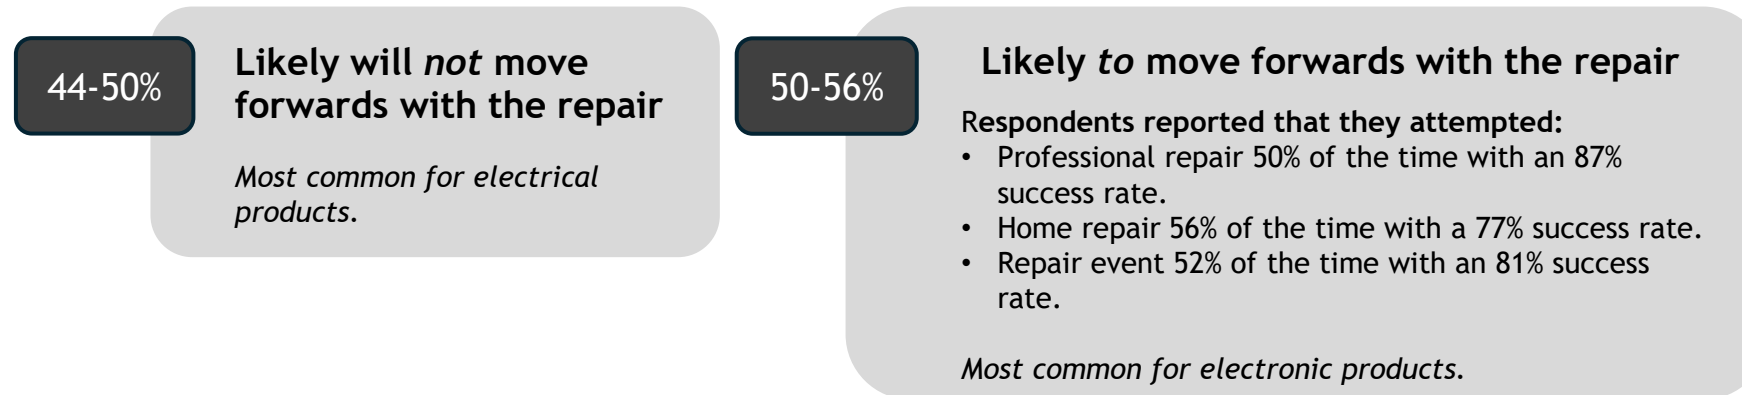 44-50%
Likely will not move
forwards with the repair
Most common for electrical
products.
50-56%
Likely to move forwards with the repair
Respondents reported that they attempted:
• Professional repair 50% of the time with an 87%
success rate.
• Home repair 56% of the time with a 77% success rate.
• Repair event 52% of the time with an 81% success
rate.
Most common for electronic products.